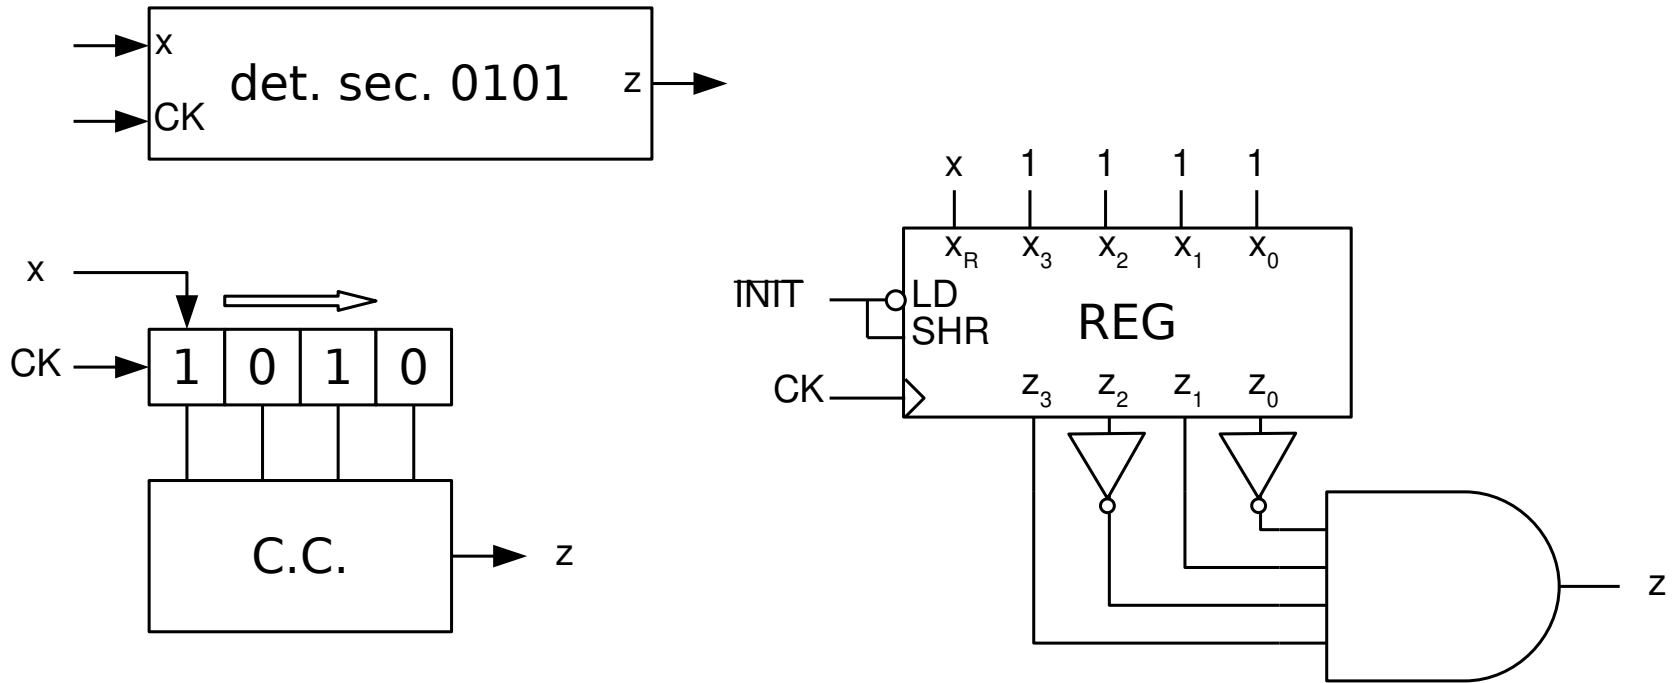 x
det. sec. 0101
z
CK
x
CK
1 0 1 0
C.C.
z
x 1 1 1 1
xR x3 x2 x1 x0
INIT
LD
SHR
REG
CK
z3 z2 z1 z0
z